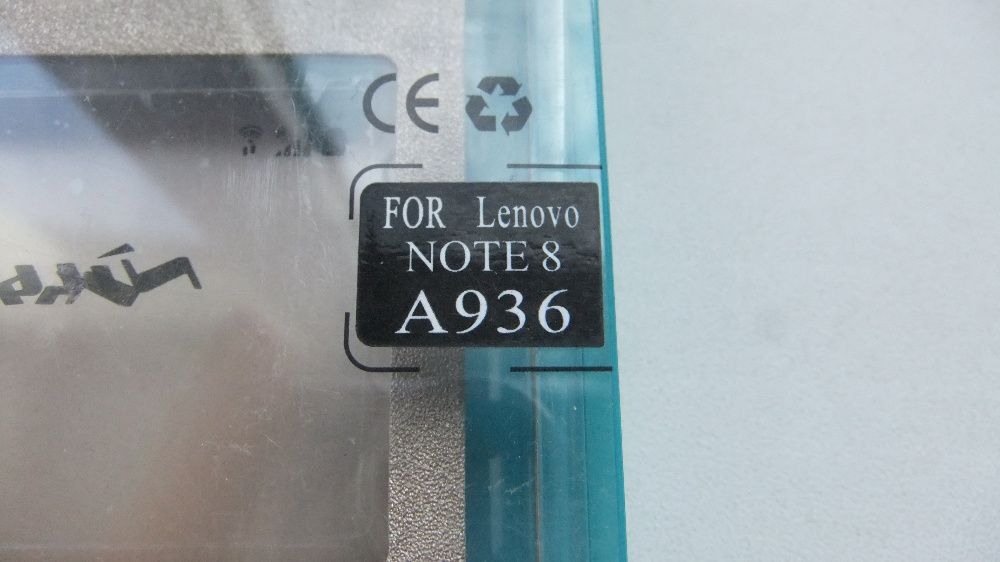 CE
FOR Lenovo
NOTE 8
A936